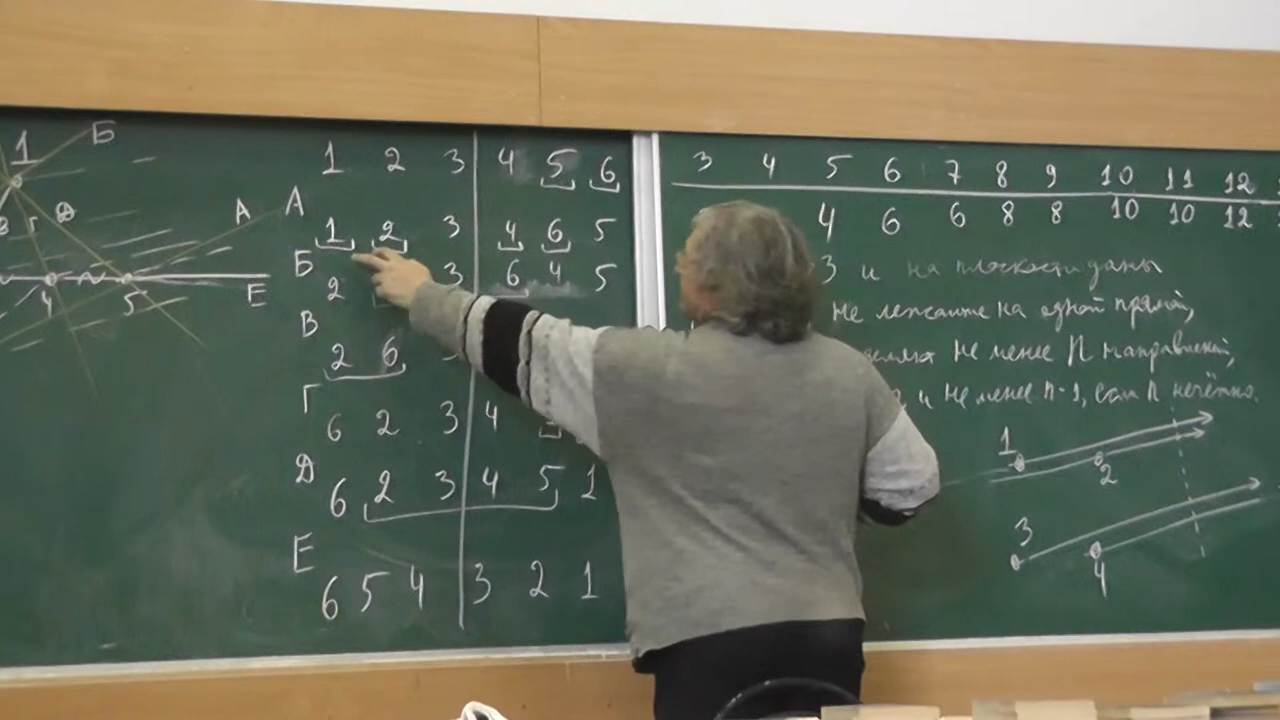 1 Б
А
4 5 Е
1 2 3 4 5 6
А
1 2 3 4 6 5
Б
2 3 6 4 5
В
2 6
Г
6 2 3 4
Д
6 2 3 4 5 1
Е
6 5 4 3 2 1
3 4 5 6 7 8 9 10 11 12
4 6 6 8 8 10 10 12
3 и на плоскости даны
не лежащие на одной прямой,
не менее n направлений,
и не менее n-1, если n нечётно.
1
2
3
4